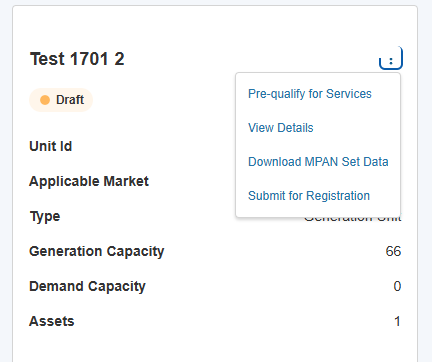 Test 1701 2
Draft
Pre-qualify for Services
View Details
Download MPAN Set Data
Submit for Registration
Unit Id
Applicable Market
Type Generation Unit
Generation Capacity 66
Demand Capacity 0
Assets 1